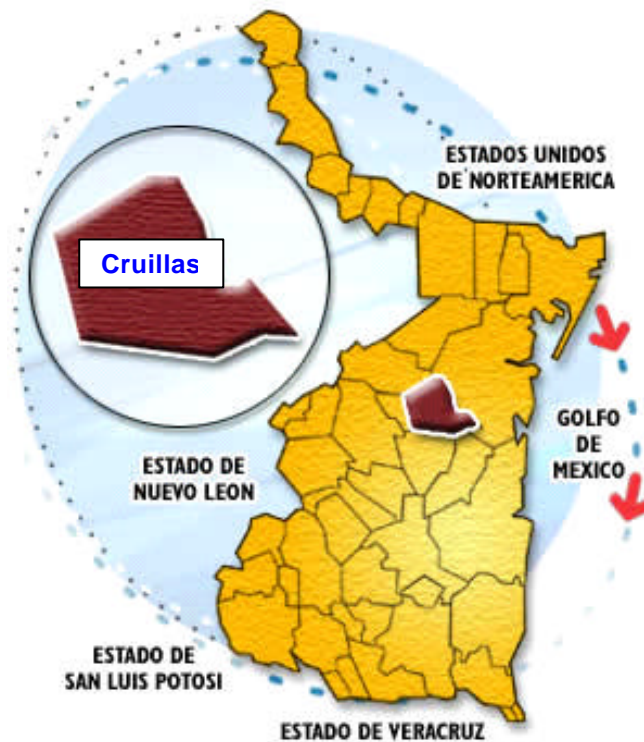 ESTADOS UNIDOS
DE NORTEAMERICA
Cruillas
GOLFO
DE
MEXICO
ESTADO DE
NUEVO LEON
ESTADO DE
SAN LUIS POTOSI
ESTADO DE VERACRUZ